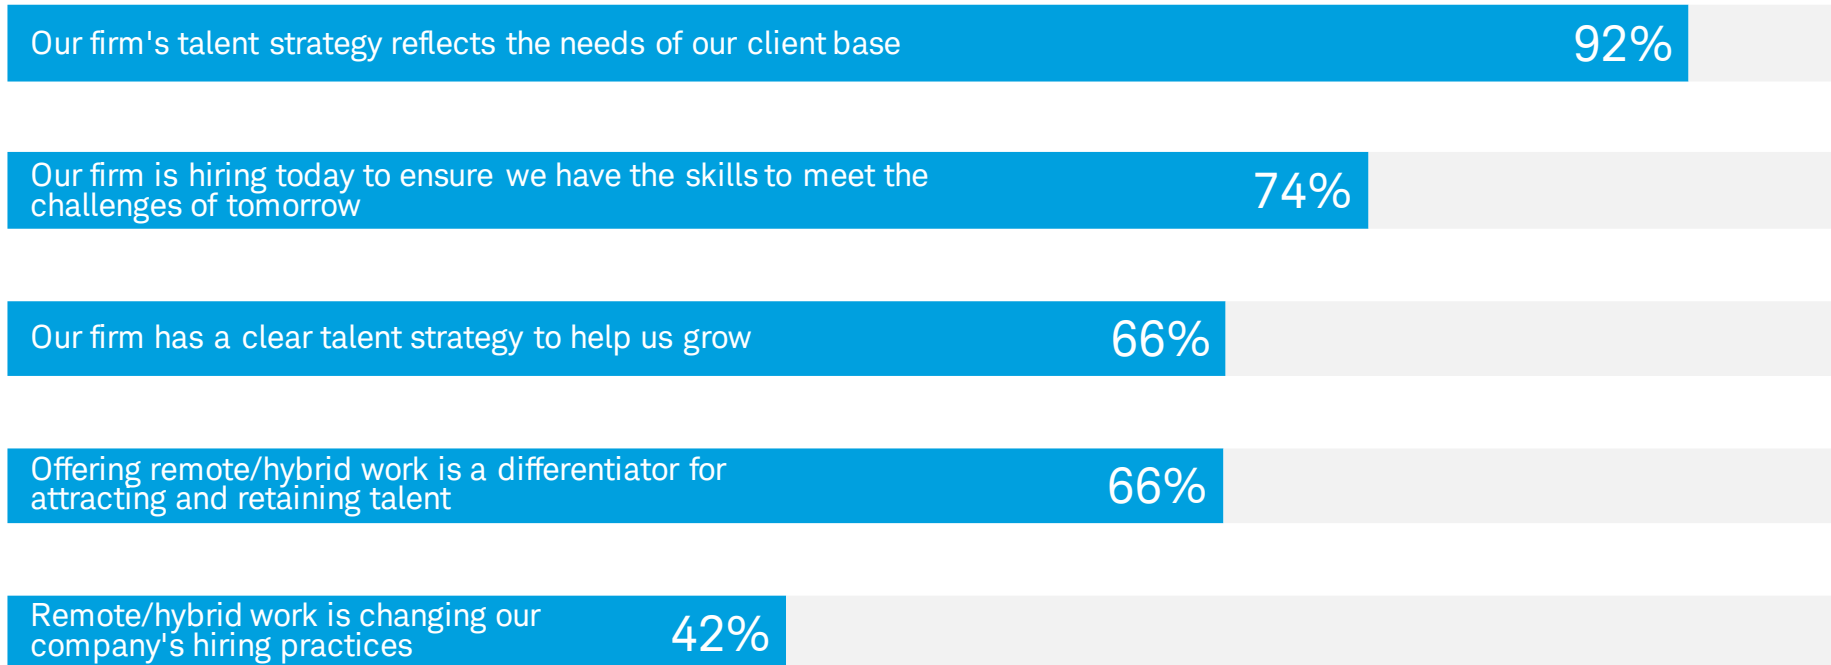 Our firm's talent strategy reflects the needs of our client base
92%
Our firm is hiring today to ensure we have the skills to meet the
challenges of tomorrow
74%
Our firm has a clear talent strategy to help us grow
66%
Offering remote/hybrid work is a differentiator for
attracting and retaining talent
66%
Remote/hybrid work is changing our
company's hiring practices
42%